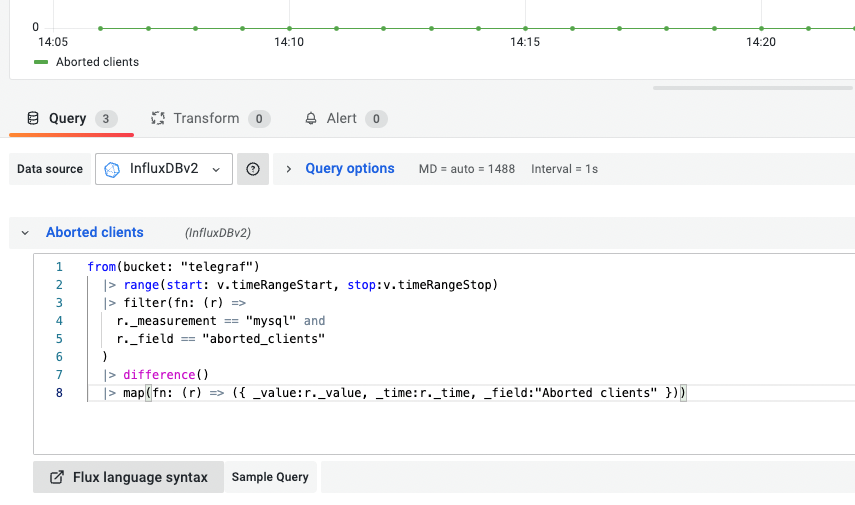 0
14:05 14:10 14:15 14:20
Aborted clients
Query 3 Transform 0 Alert 0
Data source InfluxDBv2 Query options MD = auto = 1488 Interval = 1s
Aborted clients (InfluxDBv2)
1 from(bucket: "telegraf")
2 |> range(start: v.timeRangeStart, stop:v.timeRangeStop)
3 |> filter(fn: (r) =>
4 r._measurement == "mysql" and
5 r._field == "aborted_clients"
6 )
7 |> difference()
8 |> map(fn: (r) => ({ _value:r._value, _time:r._time, _field:"Aborted clients" }))
Flux language syntax Sample Query